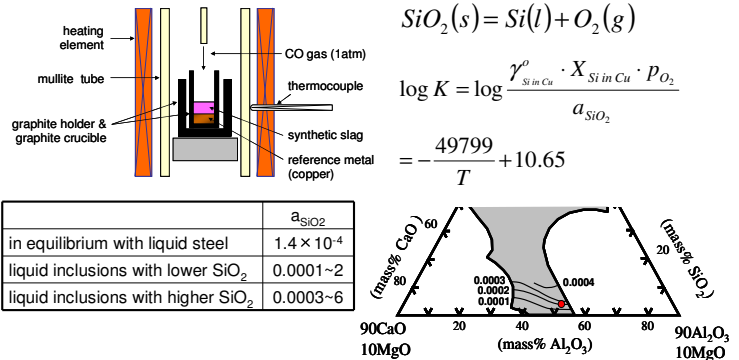 heating
element
mullite tube
graphite holder &
graphite crucible
CO gas (1atm)
thermocouple
synthetic slag
reference metal
(copper)
SiO₂(s) = Si(l) + O₂(g)
log K = log γ°Si in Cu · X Si in Cu · pO₂ / aSiO₂
= − 49799 / T + 10.65
aSiO2
in equilibrium with liquid steel 1.4×10⁻⁴
liquid inclusions with lower SiO₂ 0.0001~2
liquid inclusions with higher SiO₂ 0.0003~6
(mass% CaO)
60
80
(mass% SiO₂)
20
0.0003
0.0002
0.0001
0.0004
90CaO
10MgO
20 40 60 80
(mass% Al₂O₃)
90Al₂O₃
10MgO